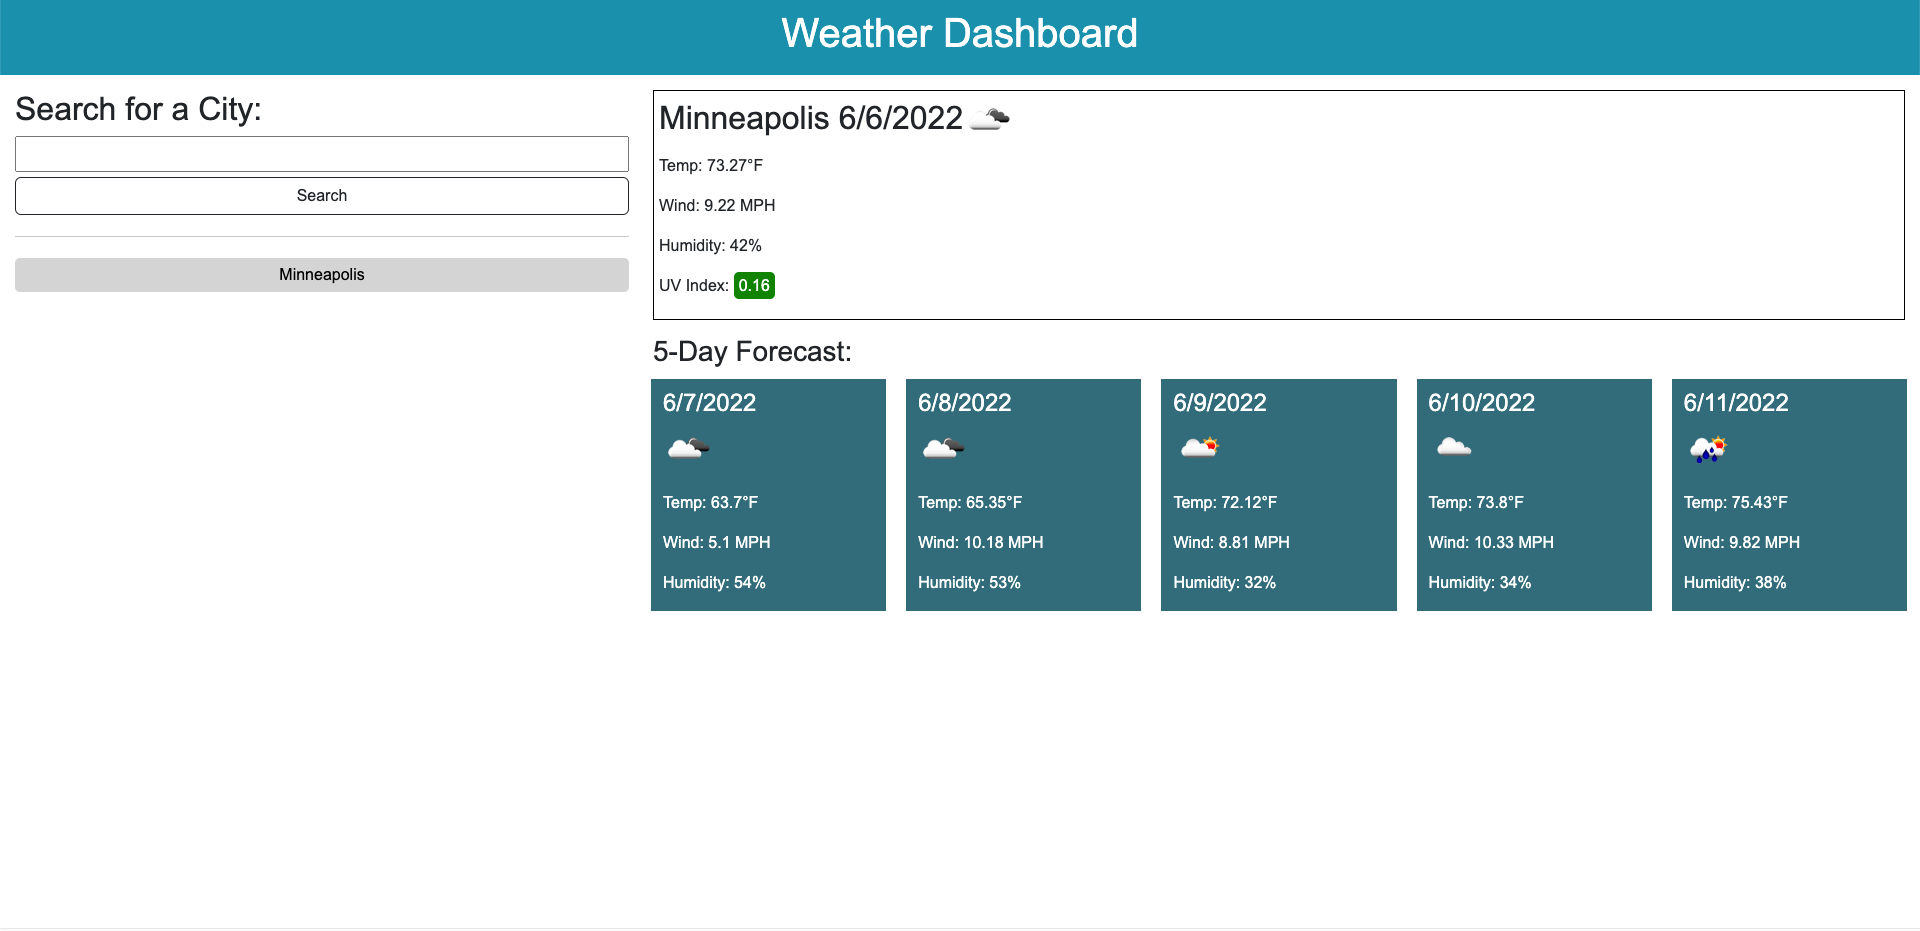 Weather Dashboard
Search for a City:
Search
Minneapolis
Minneapolis 6/6/2022
Temp: 73.27°F
Wind: 9.22 MPH
Humidity: 42%
UV Index: 0.16
5-Day Forecast:
6/7/2022
Temp: 63.7°F
Wind: 5.1 MPH
Humidity: 54%
6/8/2022
Temp: 65.35°F
Wind: 10.18 MPH
Humidity: 53%
6/9/2022
Temp: 72.12°F
Wind: 8.81 MPH
Humidity: 32%
6/10/2022
Temp: 73.8°F
Wind: 10.33 MPH
Humidity: 34%
6/11/2022
Temp: 75.43°F
Wind: 9.82 MPH
Humidity: 38%